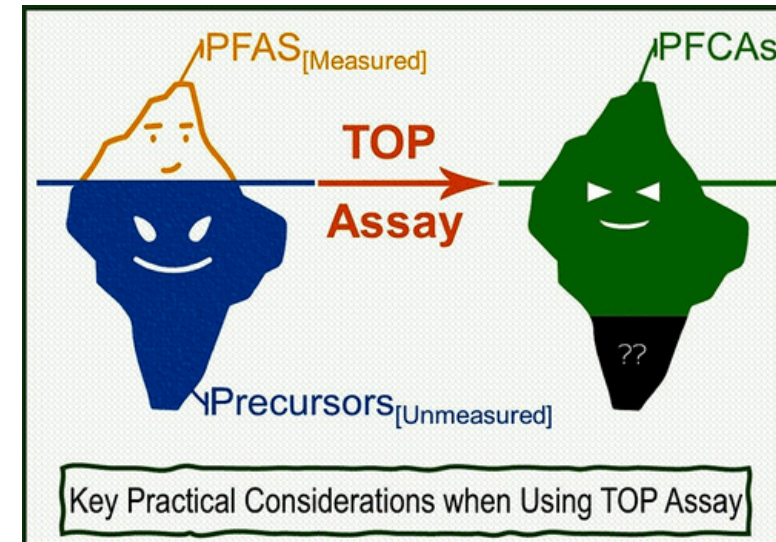 PFAS[Measured]
PFCAs
TOP
Assay
??
Precursors[Unmeasured]
Key Practical Considerations when Using TOP Assay